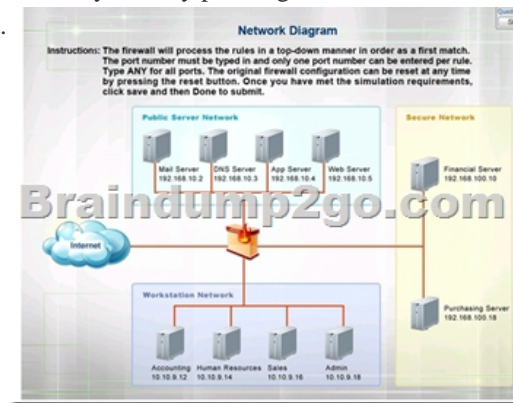 Network Diagram
Instructions: The firewall will process the rules in a top-down manner in order as a first match.
The port number must be typed in and only one port number can be entered per rule.
Type ANY for all ports. The original firewall configuration can be reset at any time
by pressing the reset button. Once you have met the simulation requirements,
click save and then Done to submit.
Public Server Network
Secure Network
Mail Server
192.168.10.2
DNS Server
192.168.10.3
App Server
192.168.10.4
Web Server
192.168.10.5
Financial Server
192.168.100.10
Braindump2go.com
Internet
Workstation Network
Purchasing Server
192.168.100.18
Accounting
10.10.9.12
Human Resources
10.10.9.14
Sales
10.10.9.16
Admin
10.10.9.18